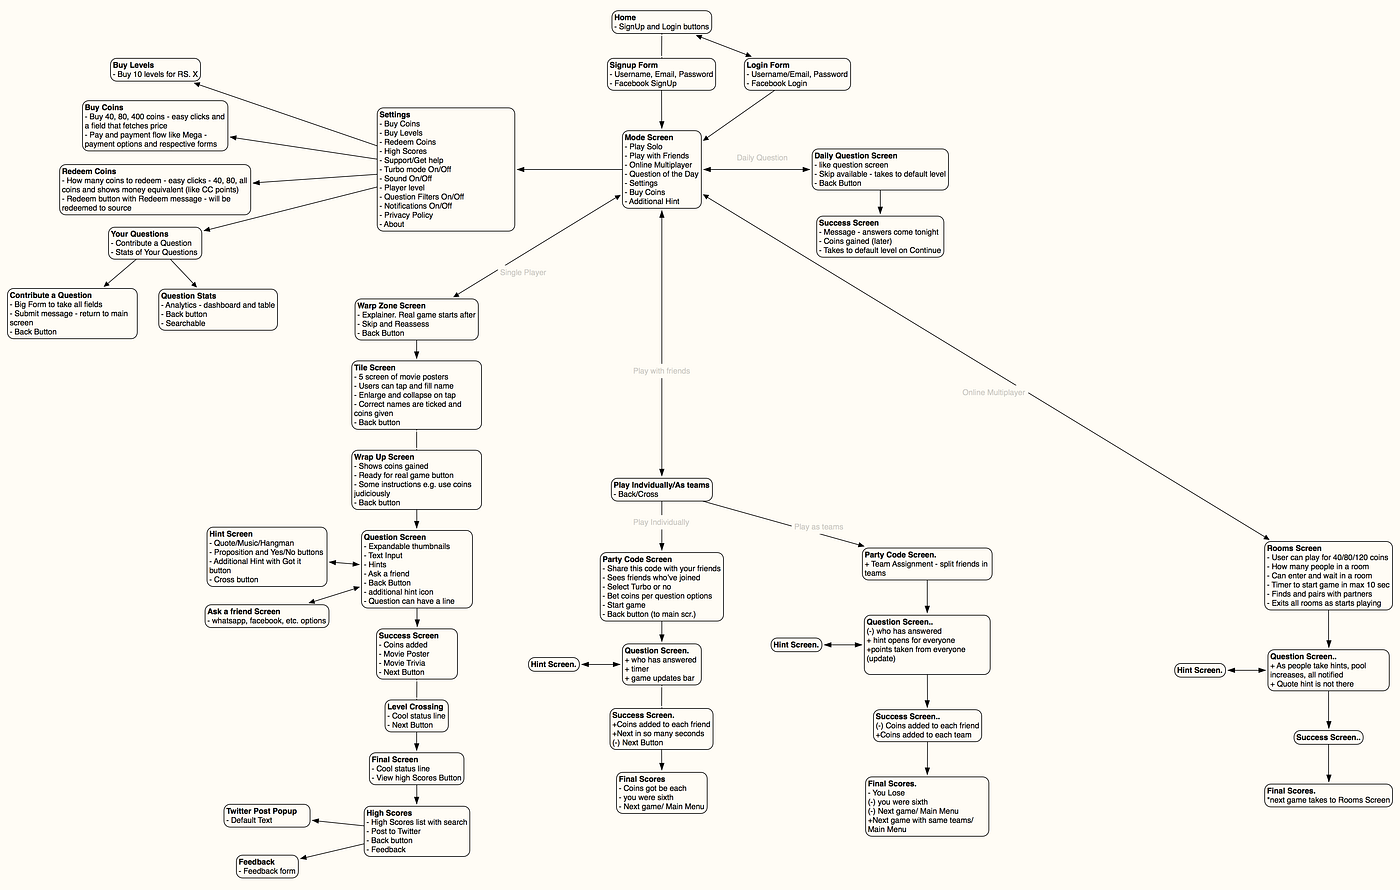 Home
- SignUp and Login buttons
Signup Form
- Username, Email, Password
- Facebook SignUp
Login Form
- Username/Email, Password
- Facebook Login
Buy Levels
- Buy 10 levels for RS. X
Buy Coins
- Buy 40, 80, 400 coins - easy clicks and
a field that fetches price
- Pay and payment flow like Mega -
payment options and respective forms
Redeem Coins
- How many coins to redeem - easy clicks - 40, 80, all
coins and shows money equivalent (like CC points)
- Redeem button with Redeem message - will be
redeemed to source
Your Questions
- Contribute a Question
- Stats of Your Questions
Contribute a Question
- Big Form to take all fields
- Submit message - return to main
screen
- Back Button
Question Stats
- Analytics - dashboard and table
- Back button
- Searchable
Settings
- Buy Coins
- Buy Levels
- Redeem Coins
- High Scores
- Support/Get help
- Turbo mode On/Off
- Sound On/Off
- Player level
- Question Filters On/Off
- Notifications On/Off
- Privacy Policy
- About
Mode Screen
- Play Solo
- Play with Friends
- Online Multiplayer
- Question of the Day
- Settings
- Buy Coins
- Additional Hint
Daily Question
Daily Question Screen
- like question screen
- Skip available - takes to default level
- Back Button
Success Screen
- Message - answers come tonight
- Coins gained (later)
- Takes to default level on Continue
Single Player
Play with friends
Online Multiplayer
Warp Zone Screen
- Explainer. Real game starts after
- Skip and Reassess
- Back Button
Tile Screen
- 5 screen of movie posters
- Users can tap and fill name
- Enlarge and collapse on tap
- Correct names are ticked and
coins given
- Back button
Wrap Up Screen
- Shows coins gained
- Ready for real game button
- Some instructions e.g. use coins
judiciously
- Back button
Hint Screen
- Quote/Music/Hangman
- Proposition and Yes/No buttons
- Additional Hint with Got it
button
- Cross button
Ask a friend Screen
- whatsapp, facebook, etc. options
Question Screen
- Expandable thumbnails
- Text Input
- Hints
- Ask a friend
- Back Button
- additional hint icon
- Question can have a line
Success Screen
- Coins added
- Movie Poster
- Movie Trivia
- Next Button
Level Crossing
- Cool status line
- Next Button
Final Screen
- Cool status line
- View high Scores Button
High Scores
- High Scores list with search
- Post to Twitter
- Back button
- Feedback
Twitter Post Popup
- Default Text
Feedback
- Feedback form
Play Indvidually/As teams
- Back/Cross
Play Individually
Play as teams
Party Code Screen
- Share this code with your friends
- Sees friends who've joined
- Select Turbo or no
- Bet coins per question options
- Start game
- Back button (to main scr.)
Hint Screen.
Question Screen.
+ who has answered
+ timer
+ game updates bar
Success Screen.
+Coins added to each friend
+Next in so many seconds
(-) Next Button
Final Scores
- Coins got be each
- you were sixth
- Next game/ Main Menu
Party Code Screen.
+ Team Assignment - split friends in
teams
Hint Screen.
Question Screen..
(-) who has answered
+ hint opens for everyone
+points taken from everyone
(update)
Success Screen..
(-) Coins added to each friend
+Coins added to each team
Final Scores.
- You Lose
(-) you were sixth
(-) Next game/ Main Menu
+Next game with same teams/
Main Menu
Rooms Screen
- User can play for 40/80/120 coins
- How many people in a room
- Can enter and wait in a room
- Timer to start game in max 10 sec
- Finds and pairs with partners
- Exits all rooms as starts playing
Hint Screen.
Question Screen..
+ As people take hints, pool
increases, all notified
+ Quote hint is not there
Success Screen..
Final Scores.
*next game takes to Rooms Screen